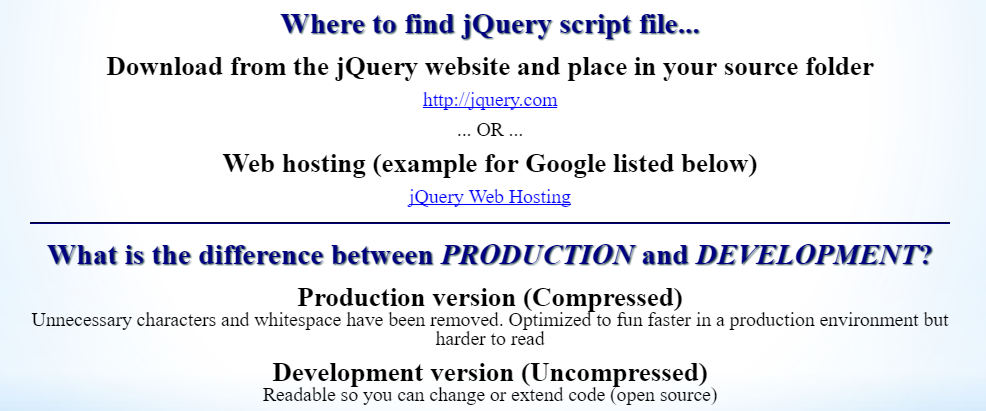 Where to find jQuery script file...
Download from the jQuery website and place in your source folder
http://jquery.com
... OR ...
Web hosting (example for Google listed below)
jQuery Web Hosting
What is the difference between PRODUCTION and DEVELOPMENT?
Production version (Compressed)
Unnecessary characters and whitespace have been removed. Optimized to fun faster in a production environment but
harder to read
Development version (Uncompressed)
Readable so you can change or extend code (open source)